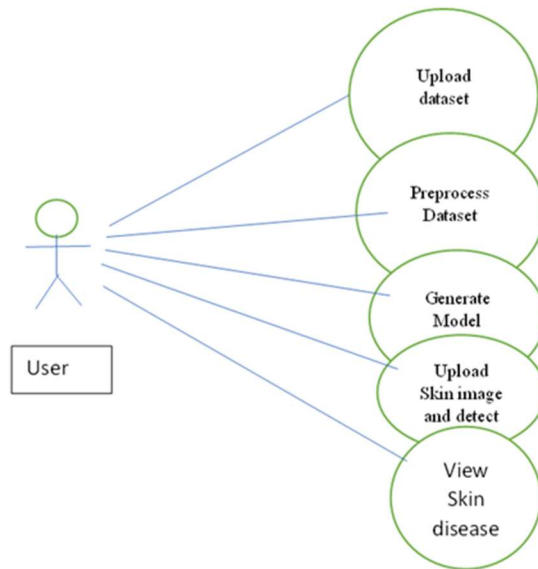 Upload
dataset
Preprocess
Dataset
Generate
Model
Upload
Skin image
and detect
View
Skin
disease
User